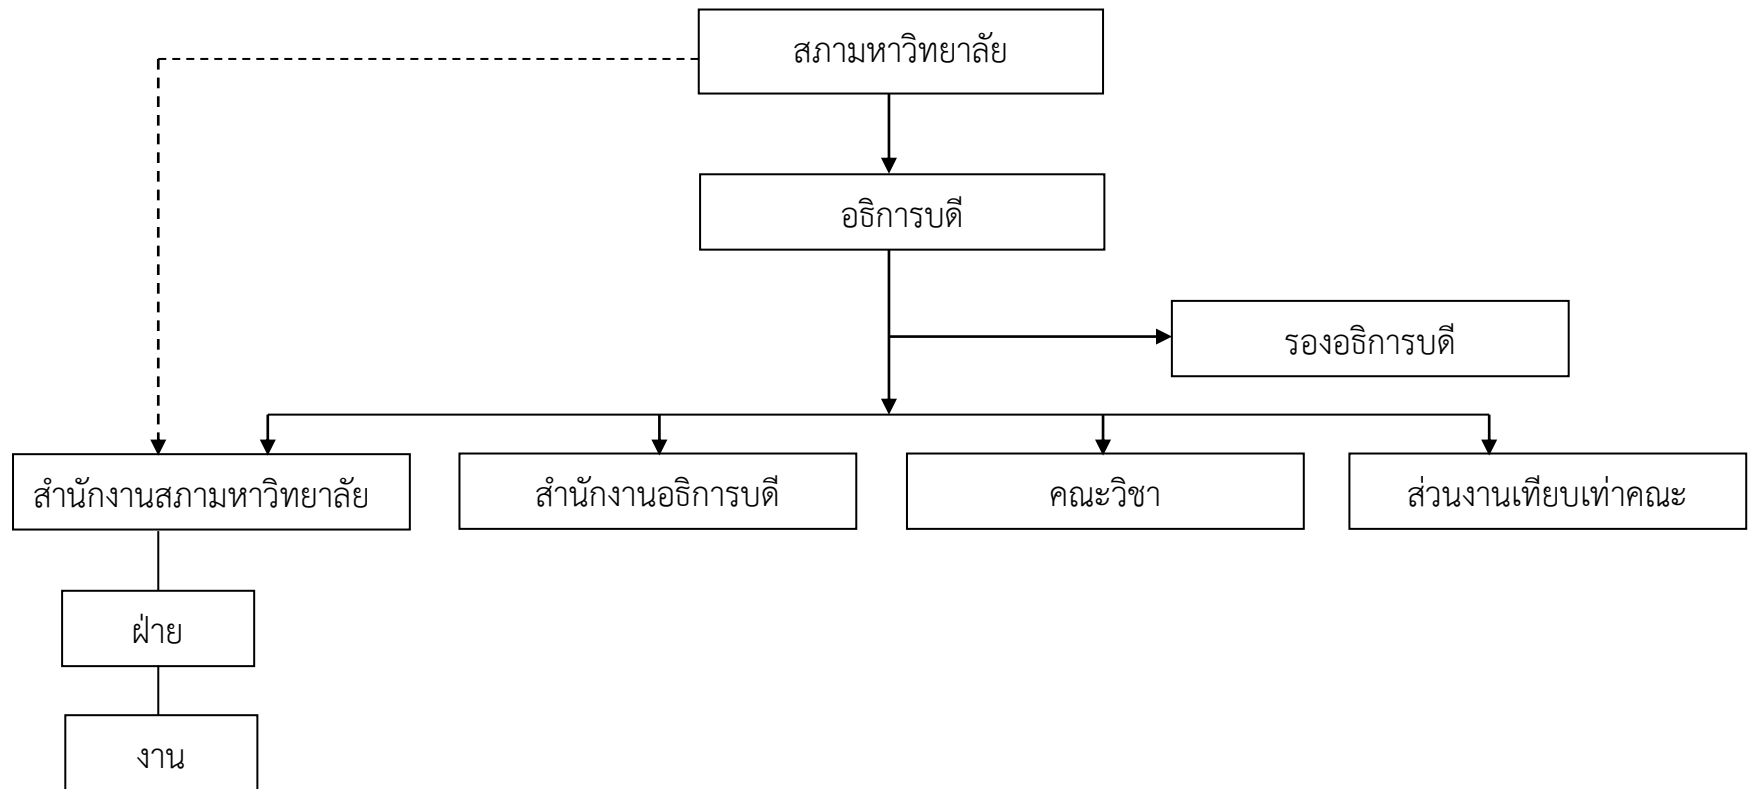 สภามหาวิทยาลัย
อธิการบดี
รองอธิการบดี
สำนักงานสภามหาวิทยาลัย
สำนักงานอธิการบดี
คณะวิชา
ส่วนงานเทียบเท่าคณะ
ฝ่าย
งาน